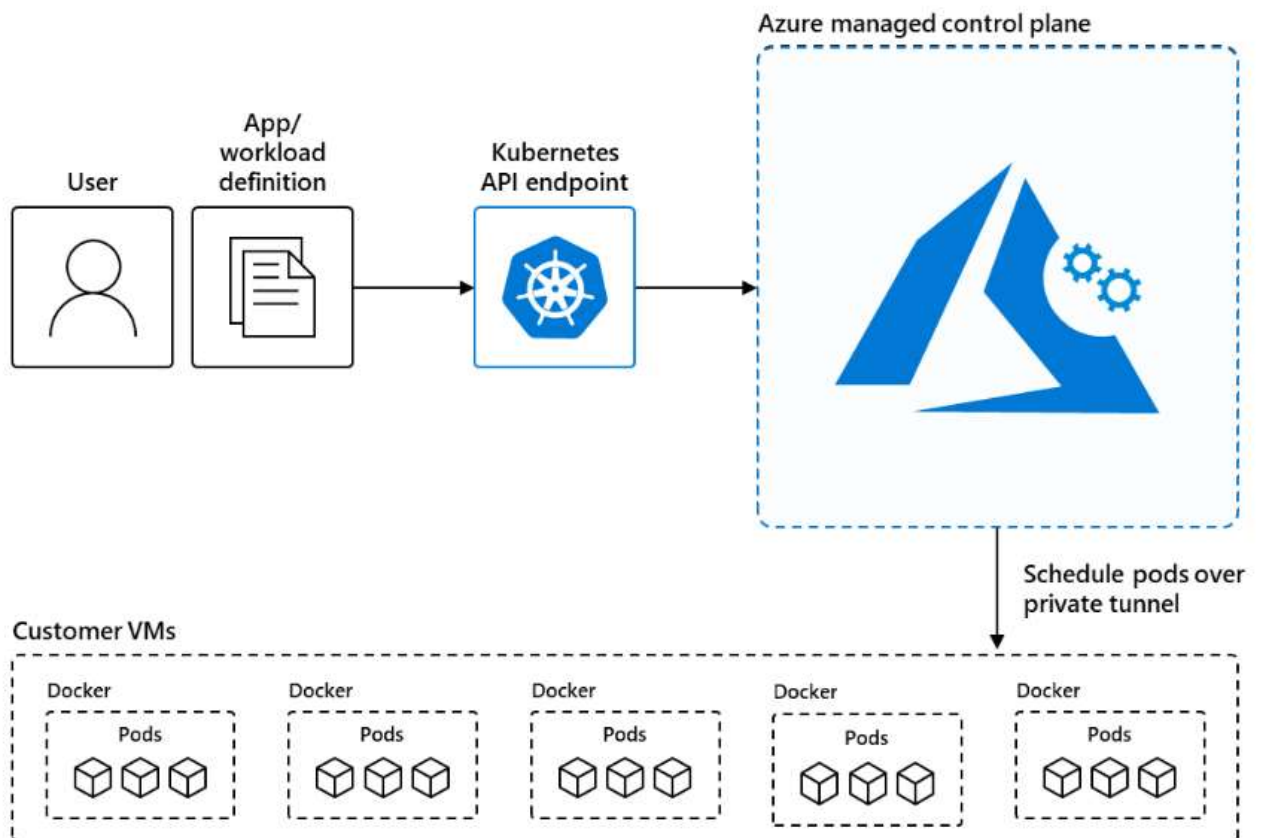 Azure managed control plane
App/
workload
definition
Kubernetes
API endpoint
User
Schedule pods over
private tunnel
Customer VMs
Docker
Docker
Docker
Docker
Docker
Pods
Pods
Pods
Pods
Pods